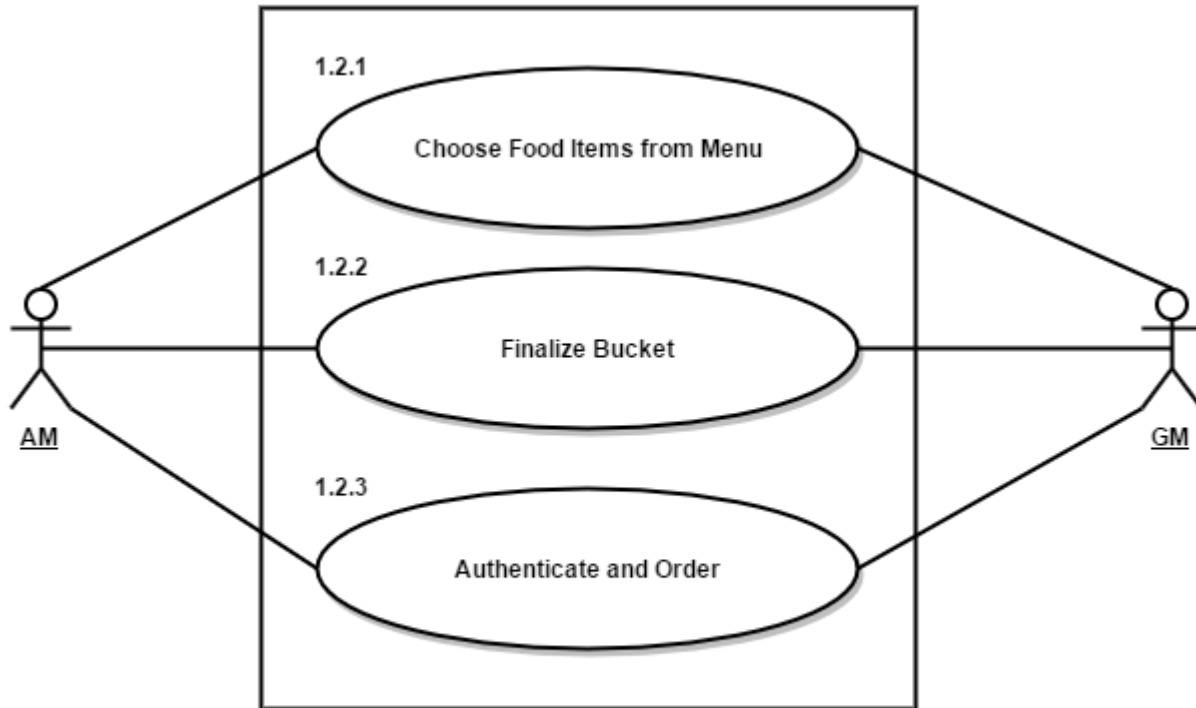 1.2.1
Choose Food Items from Menu
1.2.2
Finalize Bucket
AM
GM
1.2.3
Authenticate and Order